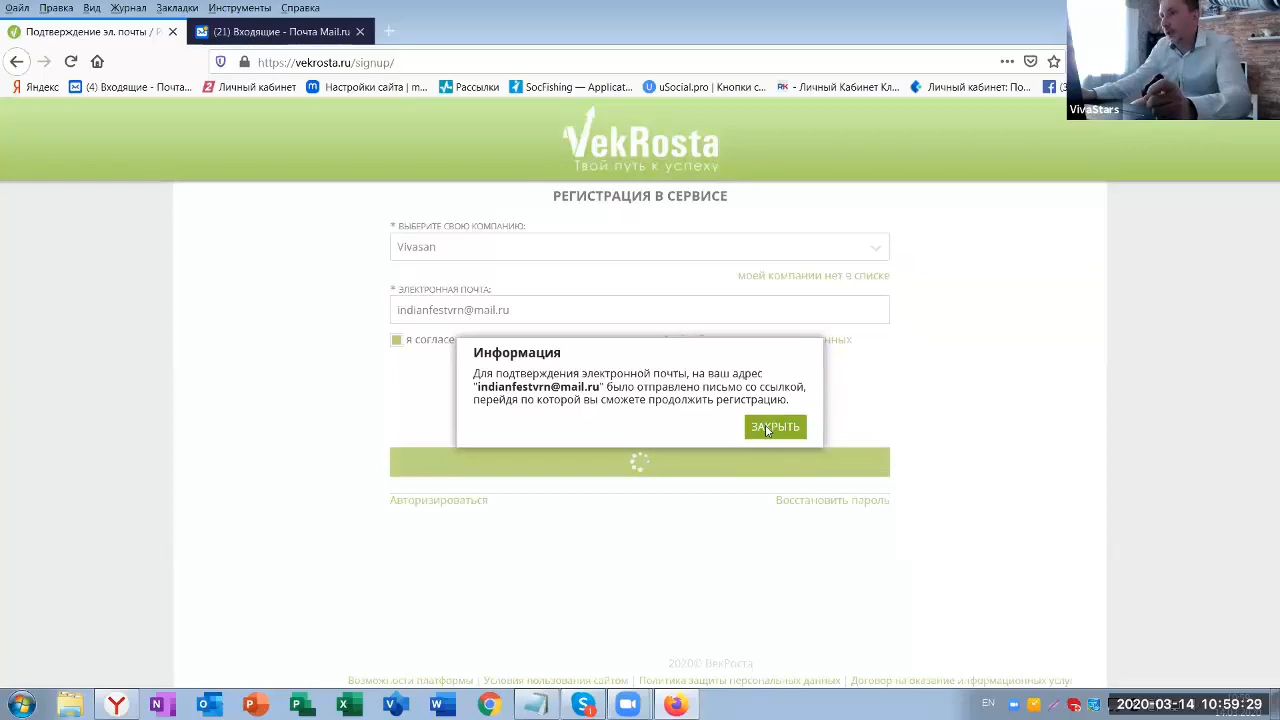 Файл Правка Вид Журнал Закладки Инструменты Справка
Подтверждение эл. почты / Р
(21) Входящие - Почта Mail.ru
https://vekrosta.ru/signup/
Яндекс
(4) Входящие - Почта...
Личный кабинет
Настройки сайта | m...
Рассылки
SocFishing — Applicat...
uSocial.pro | Кнопки с...
- Личный Кабинет Кл...
Личный кабинет: По...
VivaStars
VekRosta
Твой путь к успеху
РЕГИСТРАЦИЯ В СЕРВИСЕ
* ВЫБЕРИТЕ СВОЮ КОМПАНИЮ:
Vivasan
моей компании нет в списке
* ЭЛЕКТРОННАЯ ПОЧТА:
indianfestvrn@mail.ru
я согласе
нных
Информация
Для подтверждения электронной почты, на ваш адрес
"indianfestvrn@mail.ru" было отправлено письмо со ссылкой,
перейдя по которой вы сможете продолжить регистрацию.
ЗАКРЫТЬ
Авторизироваться
Восстановить пароль
2020© ВекРоста
Возможности платформы | Условия пользования сайтом | Политика защиты персональных данных | Договор на оказание информационных услуг
EN
2020-03-14 10:59:29